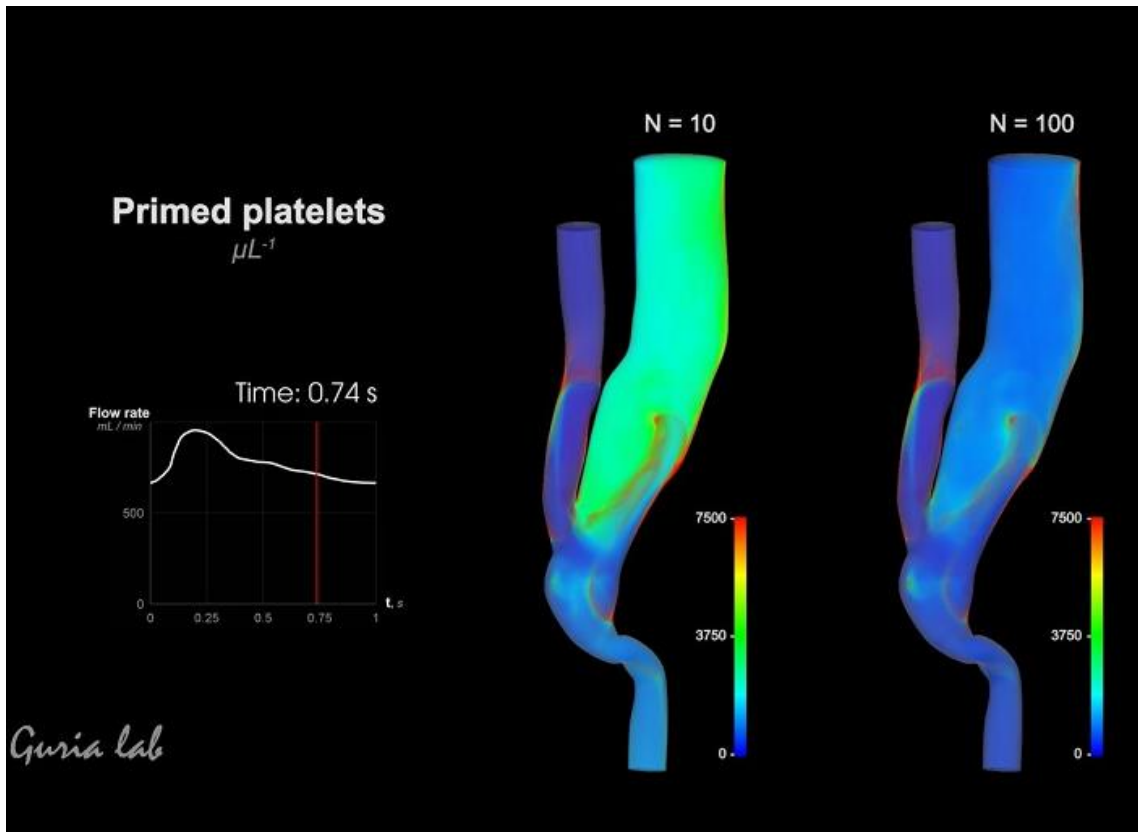 N = 10
N = 100
Primed platelets
μL⁻¹
Time: 0.74 s
Flow rate
mL / min
500
0
0
0.25
0.5
0.75
1
t, s
7500
3750
0
7500
3750
0
Guria lab